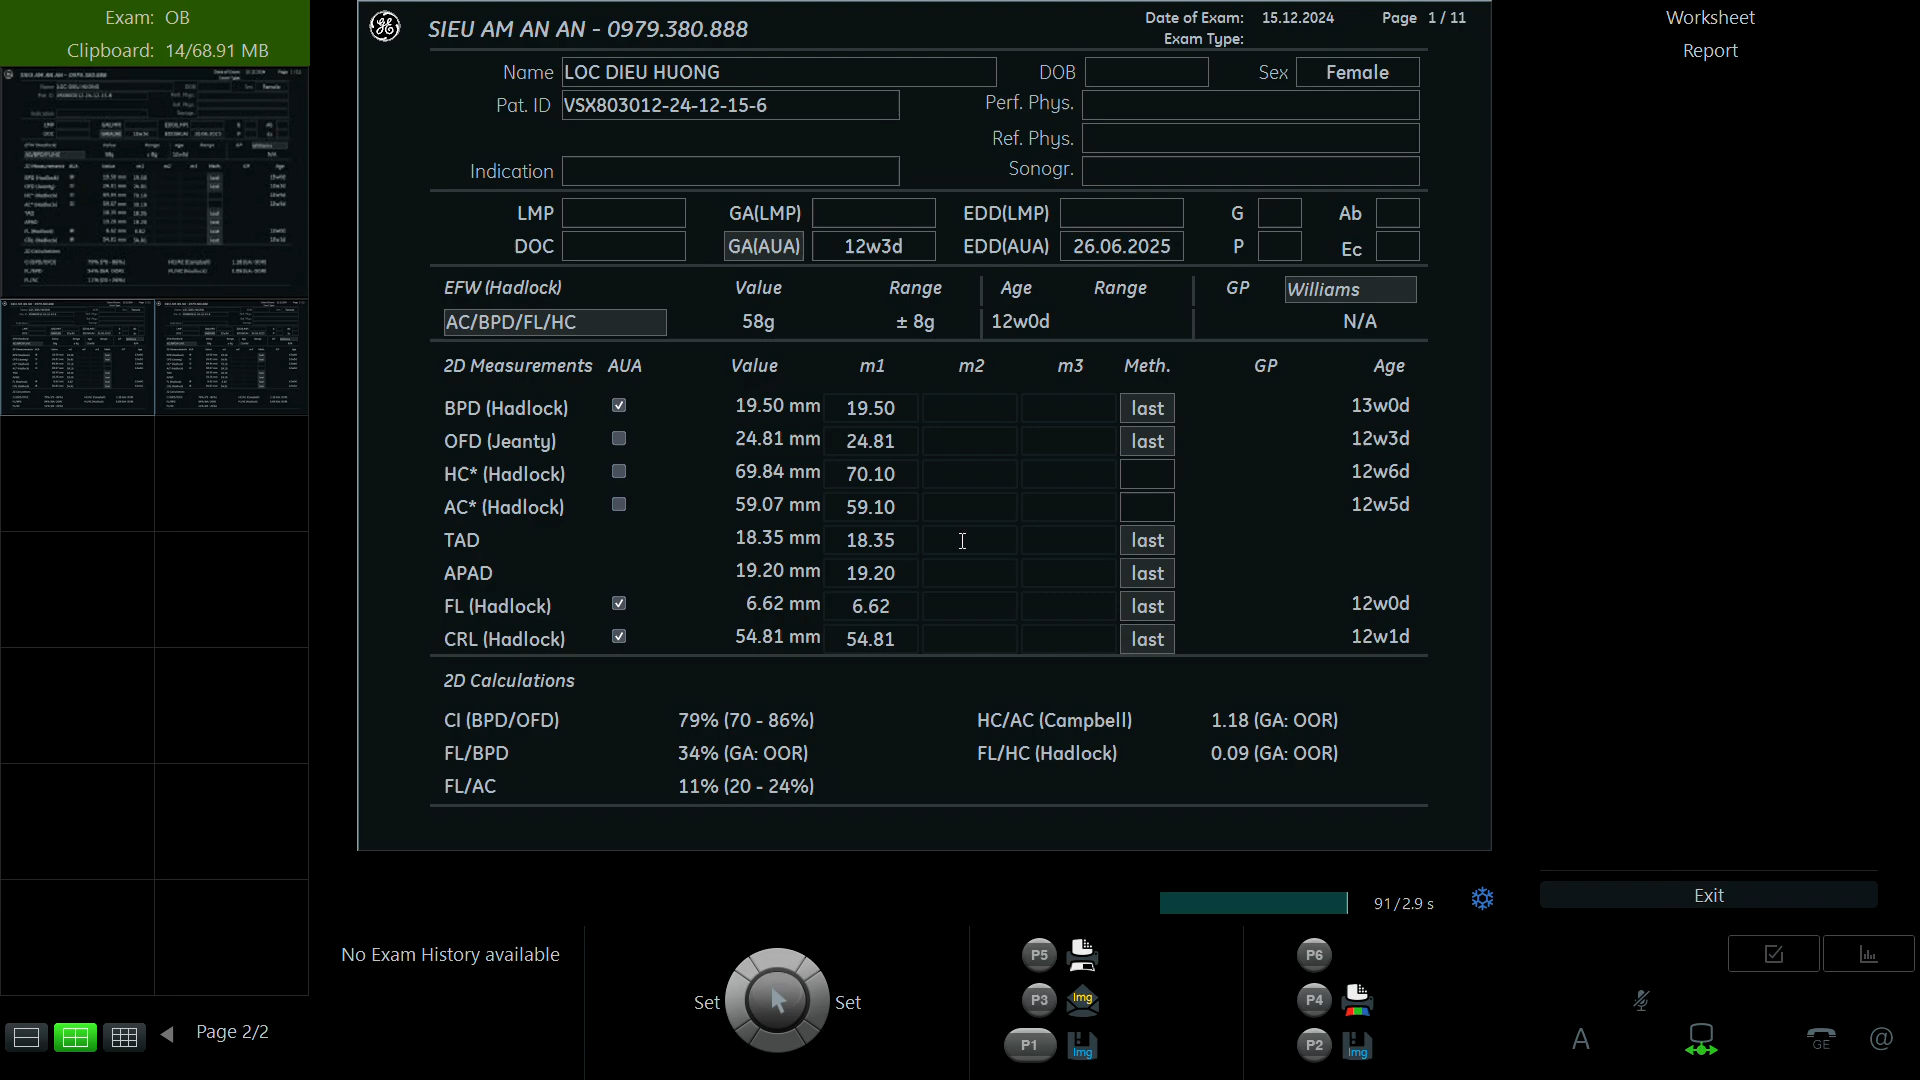 Exam: OB
Clipboard: 14/68.91 MB
SIEU AM AN AN - 0979.380.888
Date of Exam: 15.12.2024 Page 1 / 11
Exam Type:
Name LOC DIEU HUONG DOB Sex Female
Pat. ID VSX803012-24-12-15-6 Perf. Phys.
Ref. Phys.
Indication Sonogr.
LMP GA(LMP) EDD(LMP) G Ab
DOC GA(AUA) 12w3d EDD(AUA) 26.06.2025 P Ec
EFW (Hadlock) Value Range Age Range GP Williams
AC/BPD/FL/HC 58g ± 8g 12w0d N/A
2D Measurements AUA Value m1 m2 m3 Meth. GP Age
BPD (Hadlock) 19.50 mm 19.50 last 13w0d
OFD (Jeanty) 24.81 mm 24.81 last 12w3d
HC* (Hadlock) 69.84 mm 70.10 12w6d
AC* (Hadlock) 59.07 mm 59.10 12w5d
TAD 18.35 mm 18.35 last
APAD 19.20 mm 19.20 last
FL (Hadlock) 6.62 mm 6.62 last 12w0d
CRL (Hadlock) 54.81 mm 54.81 last 12w1d
2D Calculations
CI (BPD/OFD) 79% (70 - 86%) HC/AC (Campbell) 1.18 (GA: OOR)
FL/BPD 34% (GA: OOR) FL/HC (Hadlock) 0.09 (GA: OOR)
FL/AC 11% (20 - 24%)
Worksheet
Report
91/2.9 s
Exit
No Exam History available
Set Set
P5
P3 Img
P1 Img
P6
P4
P2 Img
Page 2/2
A
GE
@